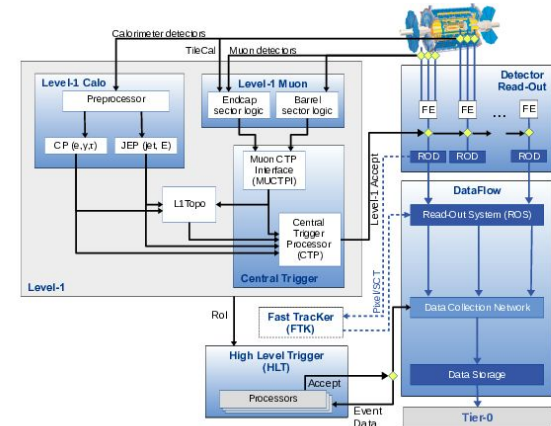 Calorimeter detectors
TileCal
Muon detectors
Level-1 Calo
Preprocessor
CP (e,γ,τ)
JEP (jet, E)
Level-1 Muon
Endcap
sector logic
Barrel
sector logic
Muon CTP
Interface
(MUCTPI)
L1Topo
Central
Trigger
Processor
(CTP)
Central Trigger
Level-1
Level-1 Accept
Detector
Read-Out
FE
FE
...
FE
ROD
ROD
ROD
DataFlow
Read-Out System (ROS)
Data Collection Network
Data Storage
Tier-0
Pixel/SCT
RoI
Fast TracKer
(FTK)
High Level Trigger
(HLT)
Accept
Processors
Event
Data